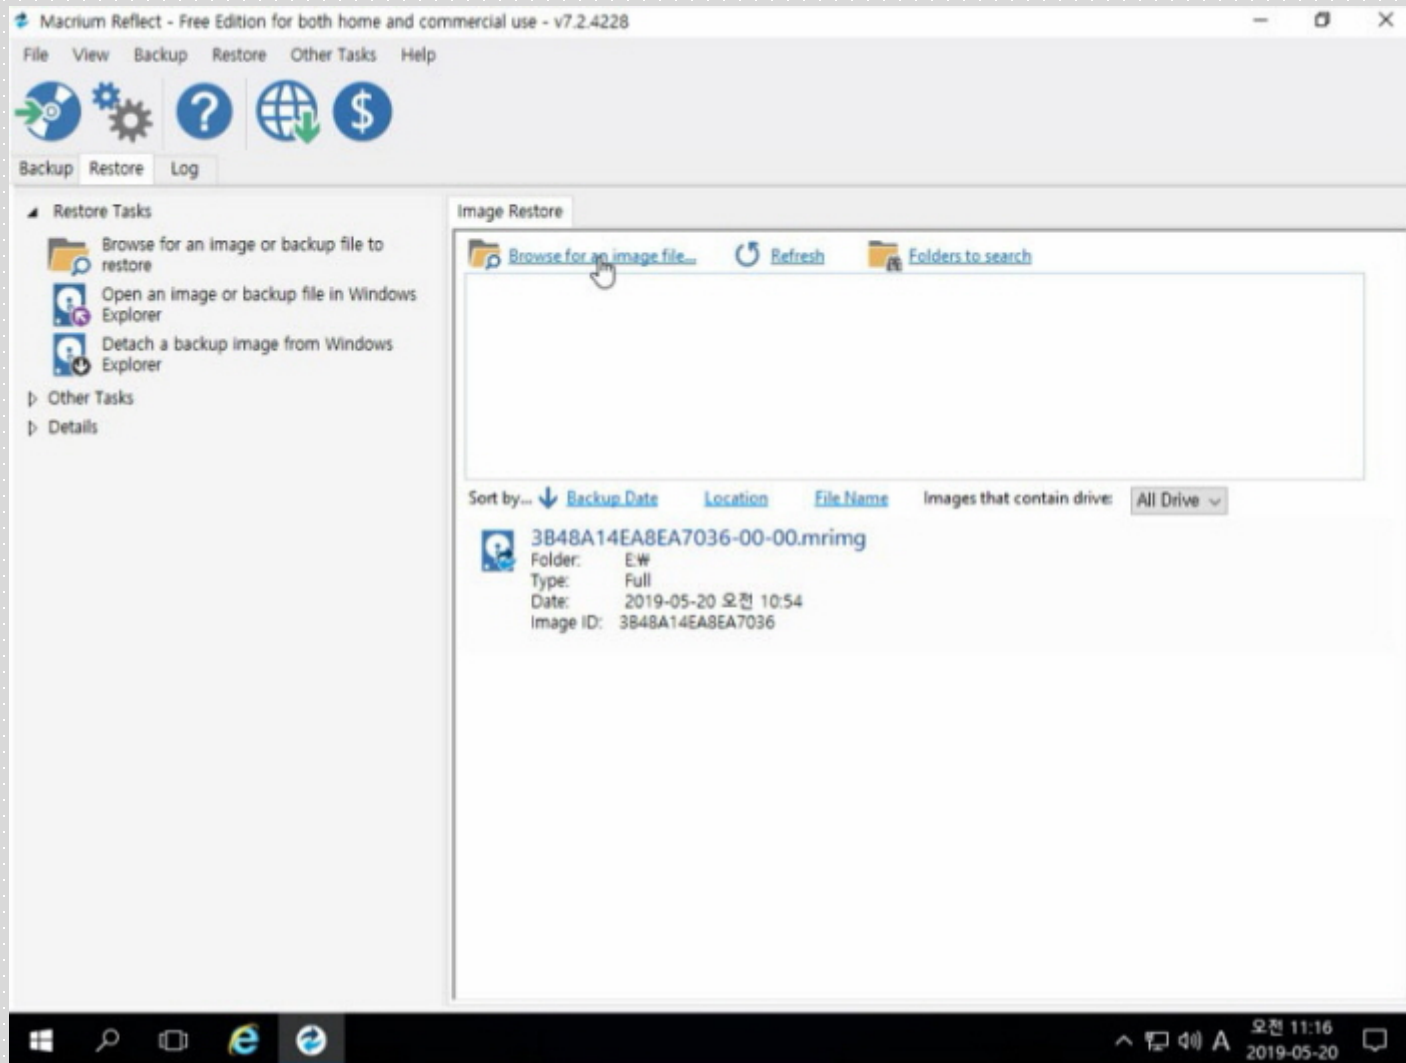 Macrium Reflect - Free Edition for both home and commercial use - v7.2.4228
File View Backup Restore Other Tasks Help
Backup Restore Log
Restore Tasks
Browse for an image or backup file to
restore
Open an image or backup file in Windows
Explorer
Detach a backup image from Windows
Explorer
Other Tasks
Details
Image Restore
Browse for an image file... Refresh Folders to search
Sort by... Backup Date Location File Name Images that contain drive: All Drive
3B48A14EA8EA7036-00-00.mrimg
Folder: E:₩
Type: Full
Date: 2019-05-20 오전 10:54
Image ID: 3B48A14EA8EA7036
A 오전 11:16
2019-05-20